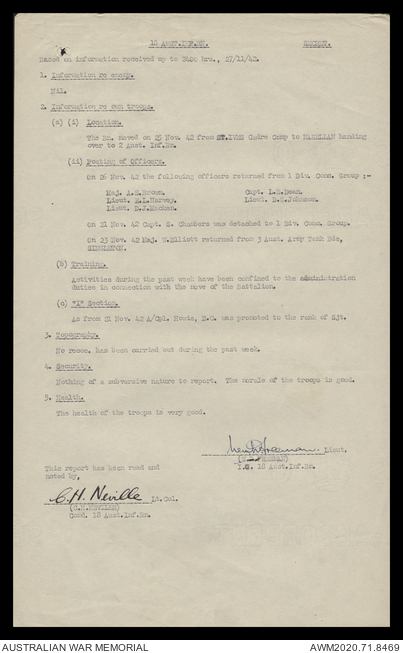 18 AUST.INF.BN. SECRET.
Based on information received up to 2400 hrs., 27/11/42.
1. Information re enemy.
Nil.
2. Information re own troops.
(a) (i) Location.
The Bn. moved on 25 Nov. 42 from ST.IVES Cadre Camp to handing
over to 2 Aust. Inf.Bn.
(ii) Posting of Officers.
On 26 Nov. 42 the following officers returned from 1 Div. Conc. Group :-
Maj. A.E.Brown. Capt. L.R.Dean.
Lieut. E.L.Harvey. Lieut. D.E.Johnson.
Lieut. D.J.
On 21 Nov. 42 Capt. S. Chambers was detached to 1 Div. Conc. Group.
On 23 Nov. 42 Maj. W.Elliott returned from 3 Aust. Army Tank Bde,
SINGLETON.
(b) Training.
Activities during the past week have been confined to the administration
duties in connection with the move of the Battalion.
(c) "I" Section.
As from 21 Nov. 42 A/Cpl. Howie, D.C. was promoted to the rank of Sjt.
3. Topography.
No recce. has been carried out during the past week.
4. Security.
Nothing of a subversive nature to report. The morale of the troops is good.
5. Health.
The health of the troops is very good.
Lieut.
I.O. 18 Aust.Inf.Bn.
This report has been read and
noted by,
C. H. Neville Lt.Col.
(C.H.NEVILLE)
Comd. 18 Aust.Inf.Bn.
AUSTRALIAN WAR MEMORIAL AWM2020.71.8469